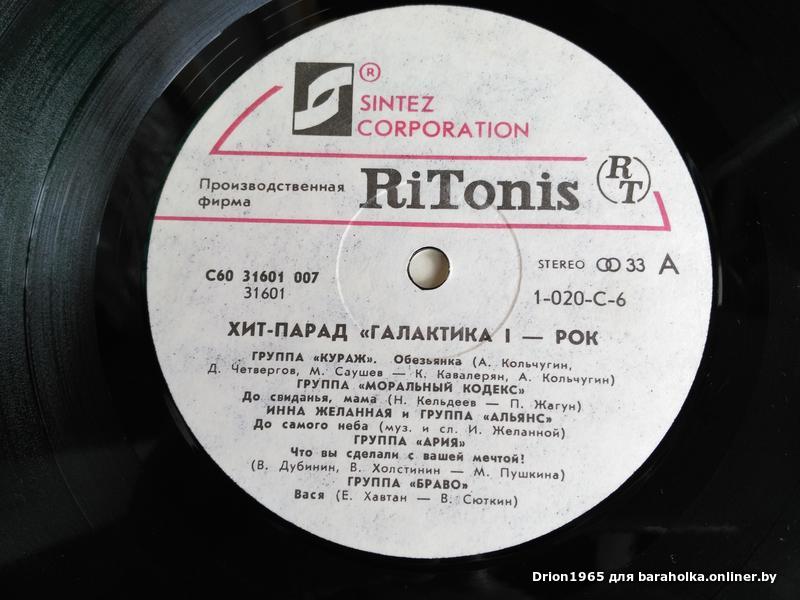 ®
SINTEZ
CORPORATION
Производственная
фирма
RiTonis
RT
С60 31601 007
31601
STEREO 33 A
1-020-С-6
ХИТ-ПАРАД «ГАЛАКТИКА I — РОК
ГРУППА «КУРАЖ». Обезьянка (А. Кольчугин,
Д. Четвергов, М. Саушев — К. Кавалерян, А. Кольчугин)
ГРУППА «МОРАЛЬНЫЙ КОДЕКС»
До свиданья, мама (Н. Кельдеев — П. Жагун)
ИННА ЖЕЛАННАЯ и ГРУППА «АЛЬЯНС»
До самого неба (муз. и сл. И. Желанной)
ГРУППА «АРИЯ»
Что вы сделали с вашей мечтой!
(В. Дубинин, В. Холстинин — М. Пушкина)
ГРУППА «БРАВО»
Вася (Е. Хавтан — В. Сюткин)
Drion1965 для baraholka.onliner.by